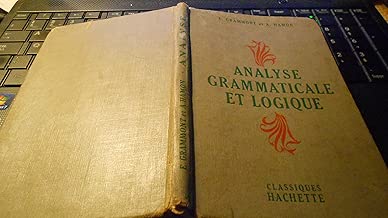 E. GRAMMONT et A. HAMON
ANALYSE
GRAMMATICALE
ET LOGIQUE
CLASSIQUES
HACHETTE
E. GRAMMONT et A. HAMON